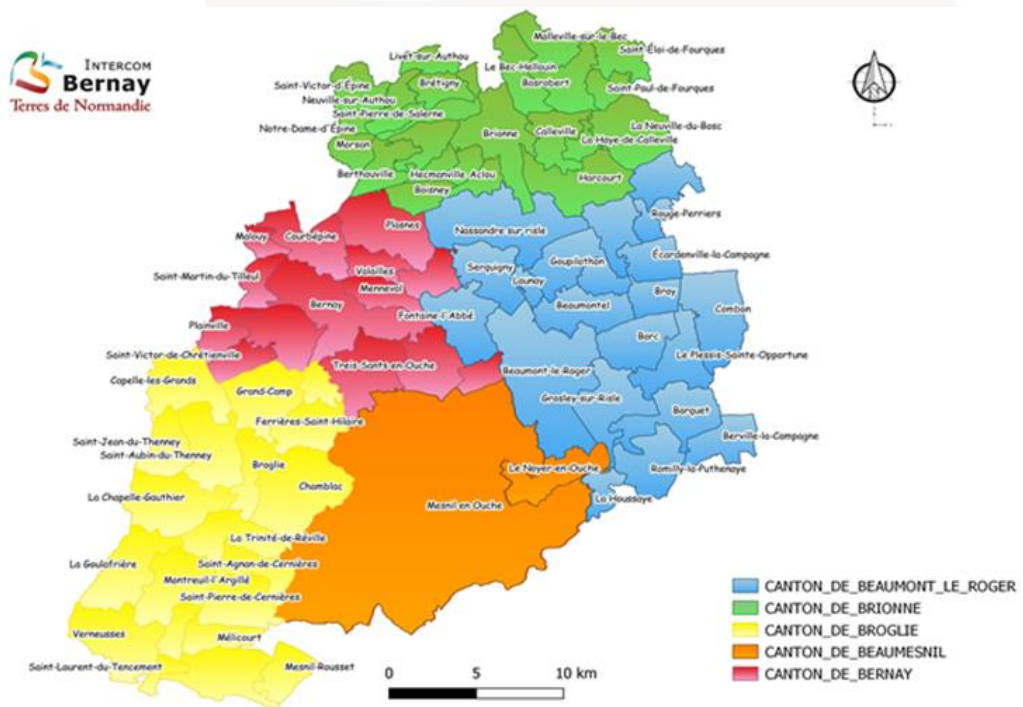 INTERCOM
Bernay
Terres de Normandie
Malleville-sur-le-Bec
Saint-Éloi-de-Fourques
Livet-sur-Authou
Le Bec-Hellouin
Saint-Victor-d'Épine
Brétigny
Bosrobert
Saint-Paul-de-Fourques
Neuville-sur-Authou
Saint-Pierre-de-Salerne
Notre-Dame-d'Épine
Brionne
Calleville
La Neuville-du-Bosc
La Haye-de-Calleville
Morsan
Berthouville
Hecmanville
Aclou
Harcourt
Boisney
Plasnes
Nassandre sur risle
Rouge-Perriers
Malouy
Courbépine
Écardenville-la-Campagne
Valailles
Serquigny
Goupilothon
Saint-Martin-du-Tilleul
Menneval
Launay
Bray
Bernay
Beaumontel
Combon
Fontaine-l'Abbé
Plainville
Barc
Saint-Victor-de-Chrétienville
Le Plessis-Sainte-Opportune
Treis-Sants-en-Ouche
Beaumont-le-Roger
Capelle-les-Grands
Grand-Camp
Grosley-sur-Risle
Barquet
Ferrières-Saint-Hilaire
Berville-la-Campagne
Saint-Jean-du-Thenney
Saint-Aubin-du-Thenney
Broglie
Le Noyer-en-Ouche
Romilly-la-Puthenaye
Chamblac
La Chapelle-Gauthier
Mesnil en Ouche
La Houssaye
La Trinité-de-Réville
La Goulafrière
Saint-Agnan-de-Cernières
Montreuil-l'Argillé
Saint-Pierre-de-Cernières
Verneusses
Mélicourt
Saint-Laurent-du-Tencement
Mesnil-Rousset
0 5 10 km
CANTON_DE_BEAUMONT_LE_ROGER
CANTON_DE_BRIONNE
CANTON_DE_BROGLIE
CANTON_DE_BEAUMESNIL
CANTON_DE_BERNAY